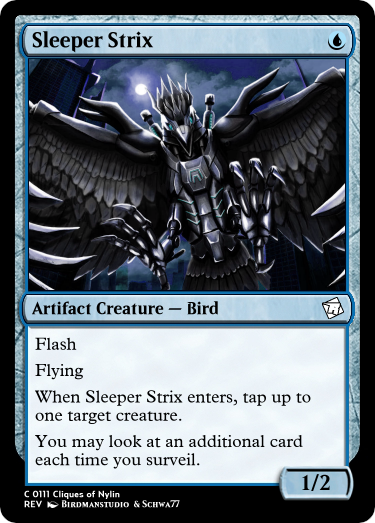 Sleeper Strix
Artifact Creature — Bird
Flash
Flying
When Sleeper Strix enters, tap up to
one target creature.
You may look at an additional card
each time you surveil.
1/2
C 0111 Cliques of Nylin
REV Birdmanstudio & Schwa77